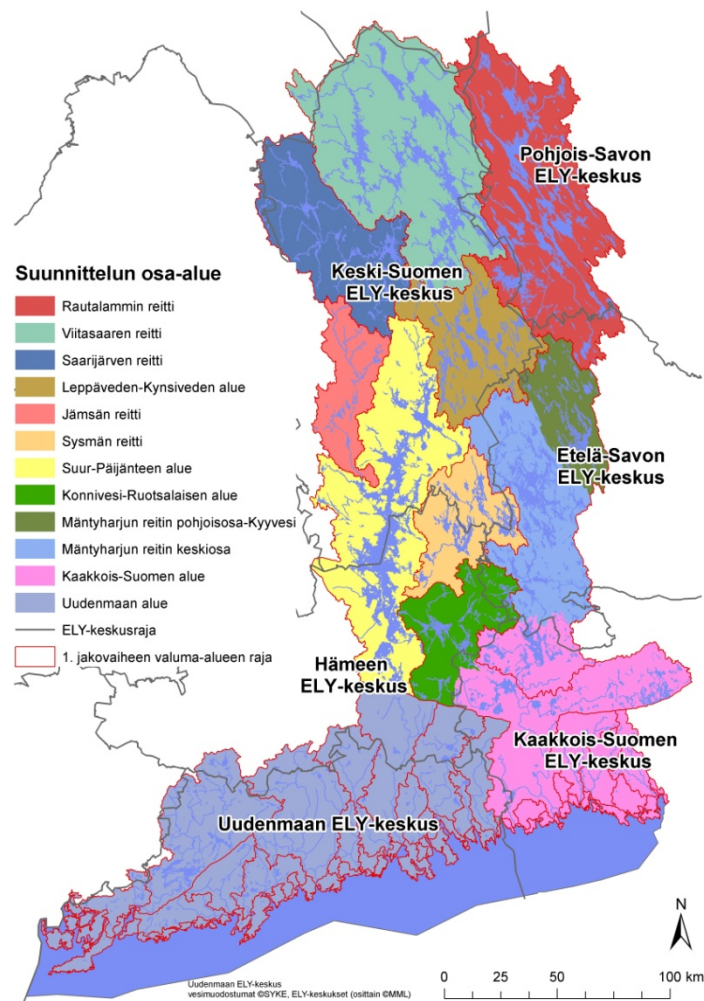 Pohjois-Savon
ELY-keskus
Keski-Suomen
ELY-keskus
Suunnittelun osa-alue
Rautalammin reitti
Viitasaaren reitti
Saarijärven reitti
Leppäveden-Kynsiveden alue
Jämsän reitti
Sysmän reitti
Suur-Päijänteen alue
Konnivesi-Ruotsalaisen alue
Mäntyharjun reitin pohjoisosa-Kyyvesi
Mäntyharjun reitin keskiosa
Kaakkois-Suomen alue
Uudenmaan alue
ELY-keskusraja
1. jakovaiheen valuma-alueen raja
Etelä-Savon
ELY-keskus
Hämeen
ELY-keskus
Kaakkois-Suomen
ELY-keskus
Uudenmaan ELY-keskus
N
Uudenmaan ELY-keskus
vesimuodostumat ©SYKE, ELY-keskukset (osittain ©MML)
0 25 50 100 km